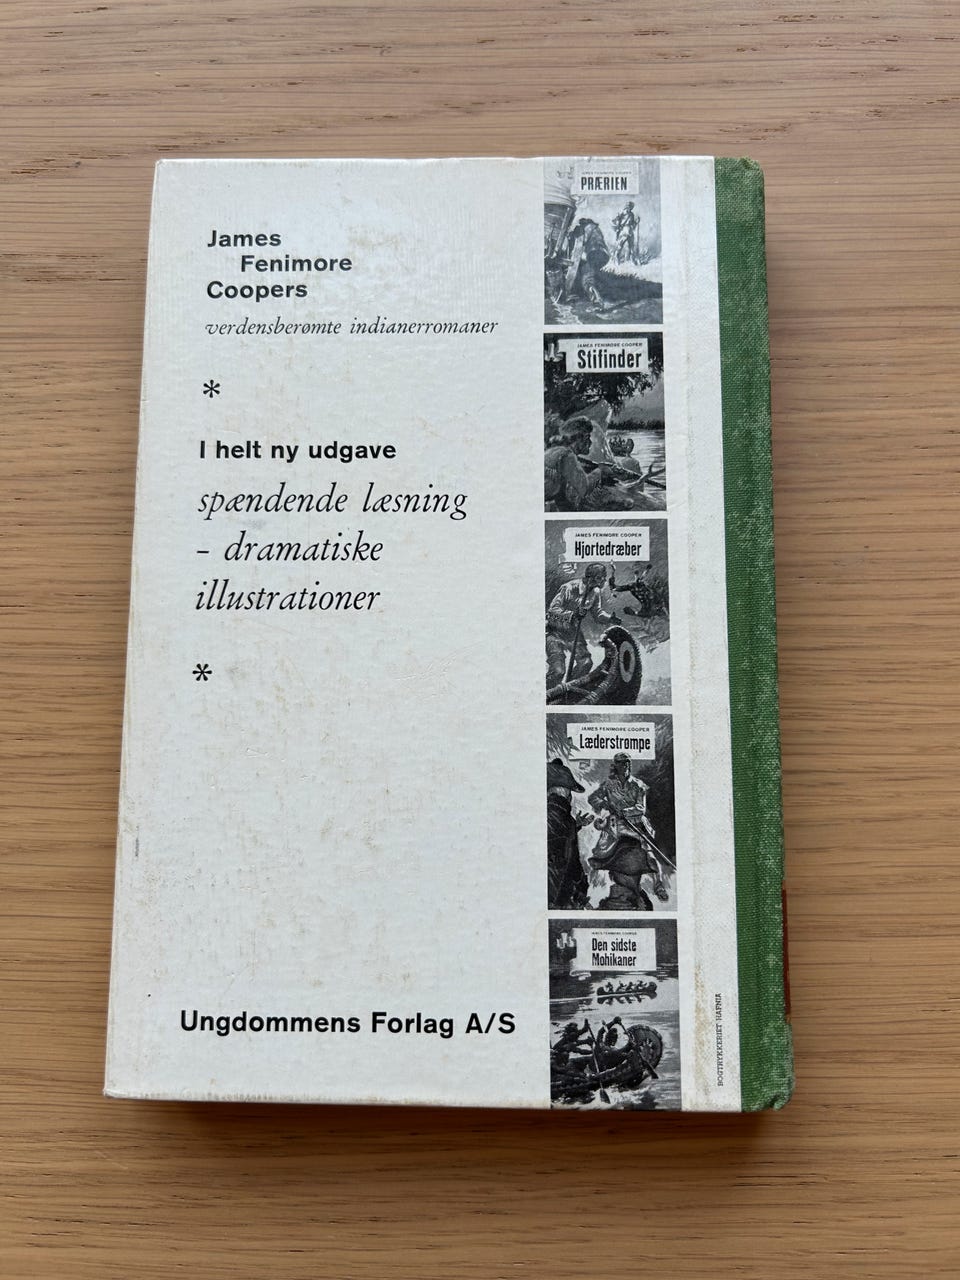 James
Fenimore
Coopers
verdensberømte indianerromaner
*
I helt ny udgave
spændende læsning
– dramatiske
illustrationer
*
Ungdommens Forlag A/S
JAMES FENIMORE COOPER
PRÆRIEN
JAMES FENIMORE COOPER
Stifinder
JAMES FENIMORE COOPER
Hjortedræber
JAMES FENIMORE COOPER
Læderstrømpe
JAMES FENIMORE COOPER
Den sidste
Mohikaner
BOGTRYKKERIET HAFNIA